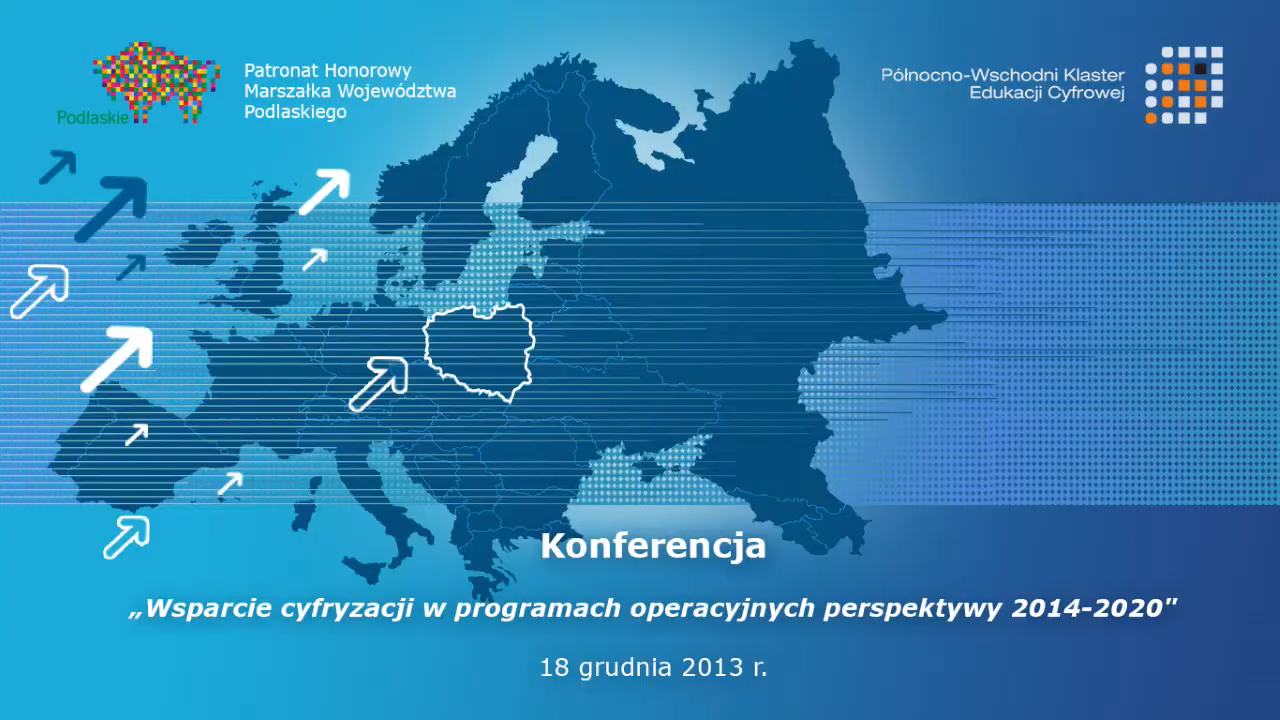 Podlaskie
Patronat Honorowy
Marszałka Województwa
Podlaskiego
Północno-Wschodni Klaster
Edukacji Cyfrowej
Konferencja
„Wsparcie cyfryzacji w programach operacyjnych perspektywy 2014-2020"
18 grudnia 2013 r.